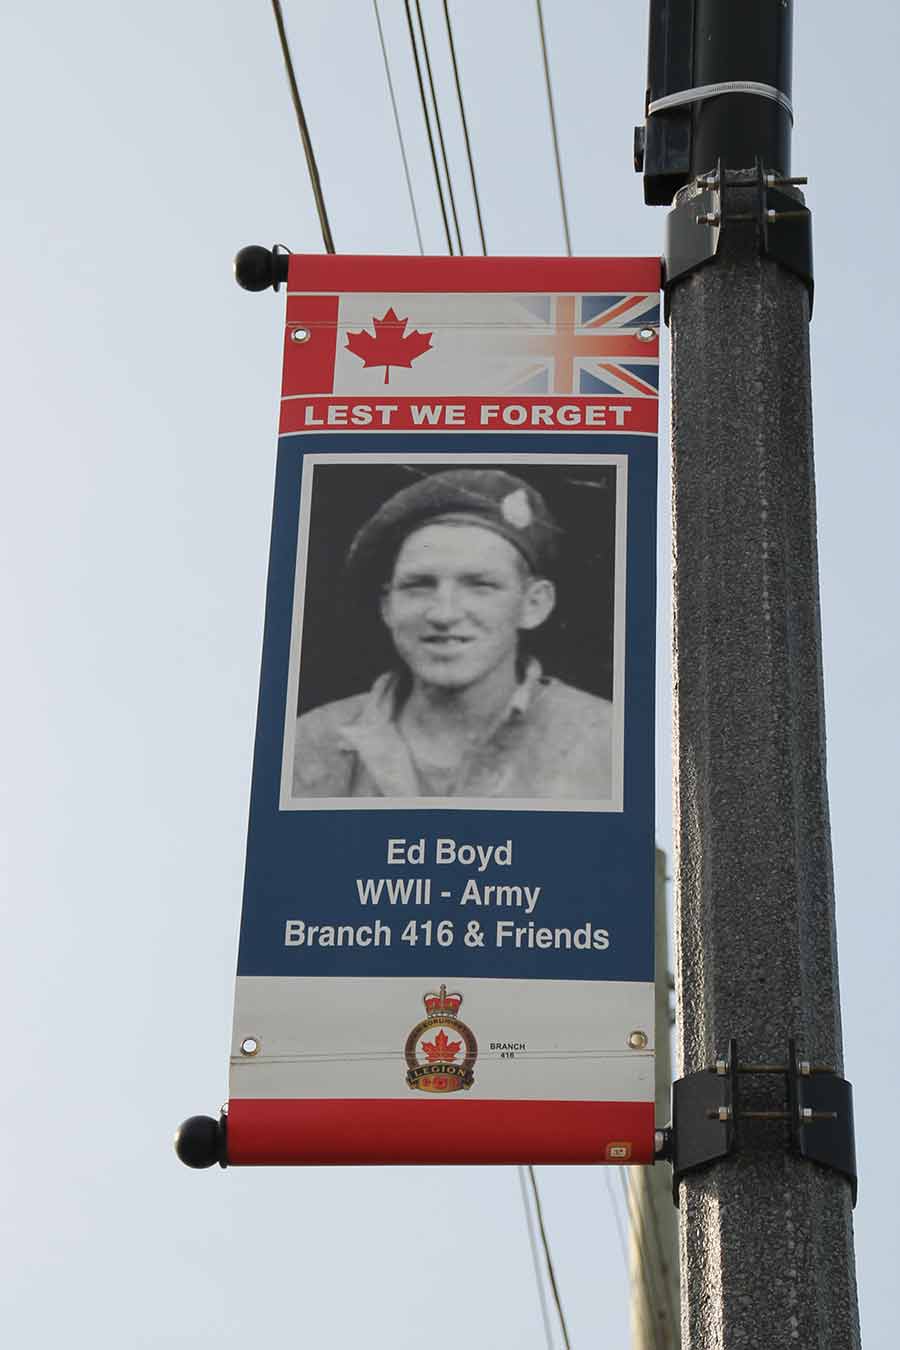 LEST WE FORGET
Ed Boyd
WWII - Army
Branch 416 & Friends
LEGION
BRANCH
416